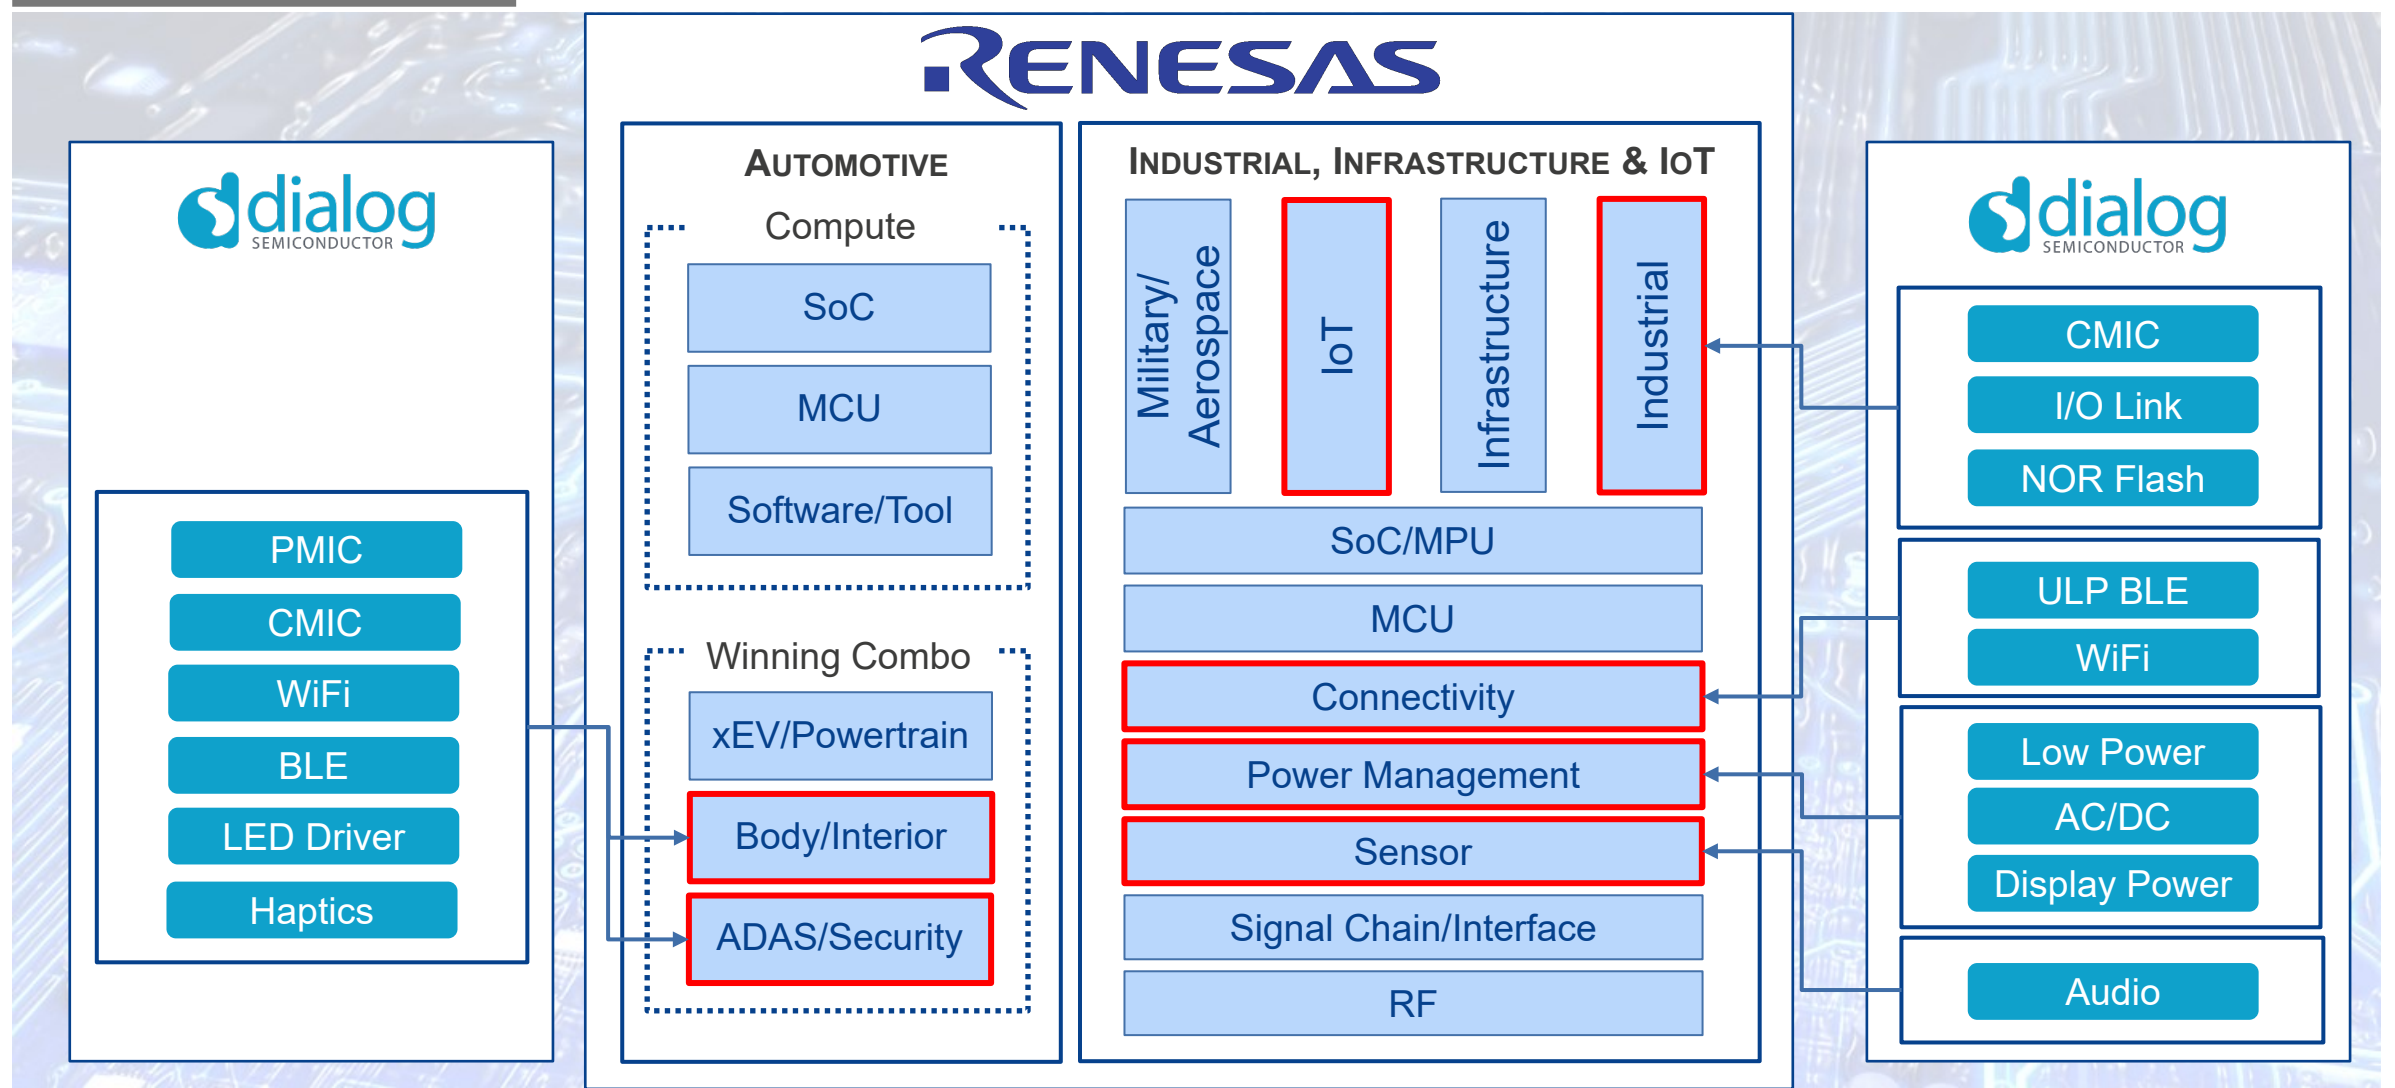 RENESAS
dialog
SEMICONDUCTOR
PMIC
CMIC
WiFi
BLE
LED Driver
Haptics
AUTOMOTIVE
Compute
SoC
MCU
Software/Tool
Winning Combo
xEV/Powertrain
Body/Interior
ADAS/Security
INDUSTRIAL, INFRASTRUCTURE & IOT
Military/
Aerospace
IoT
Infrastructure
Industrial
SoC/MPU
MCU
Connectivity
Power Management
Sensor
Signal Chain/Interface
RF
dialog
SEMICONDUCTOR
CMIC
I/O Link
NOR Flash
ULP BLE
WiFi
Low Power
AC/DC
Display Power
Audio